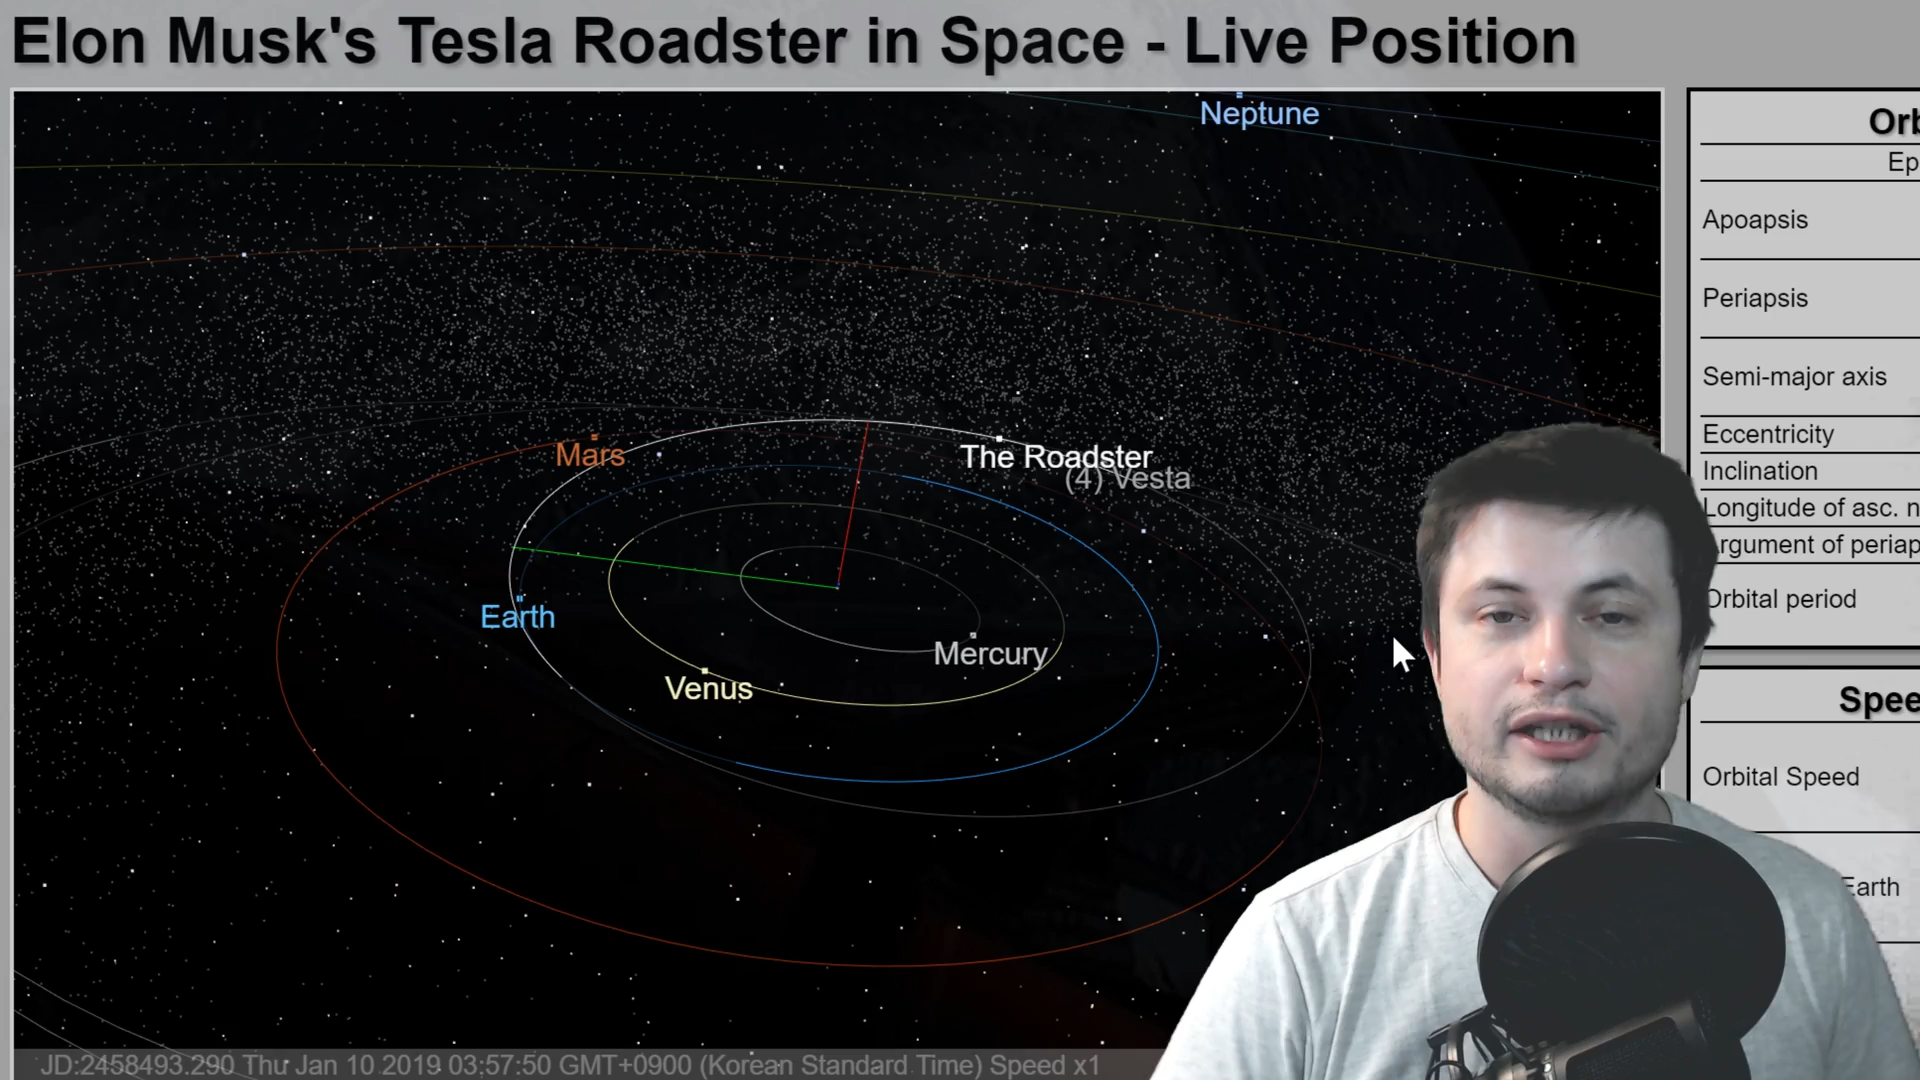 Elon Musk's Tesla Roadster in Space - Live Position
Neptune
Mars
The Roadster
(4) Vesta
Earth
Mercury
Venus
JD:2458493.290 Thu Jan 10 2019 03:57:50 GMT+0900 (Korean Standard Time) Speed x1
Orb
Ep
Apoapsis
Periapsis
Semi-major axis
Eccentricity
Inclination
Longitude of asc. n
Argument of periap
Orbital period
Spee
Orbital Speed
Earth